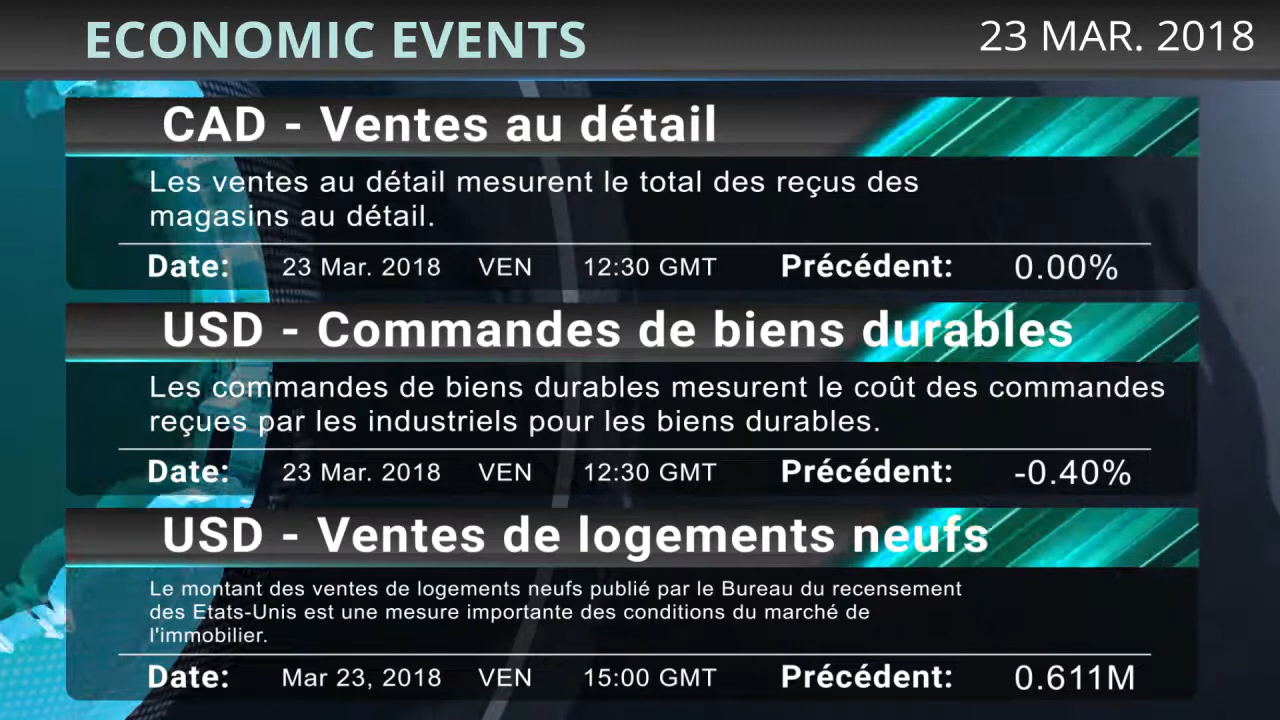 ECONOMIC EVENTS
23 MAR. 2018
CAD - Ventes au détail
Les ventes au détail mesurent le total des reçus des
magasins au détail.
Date: 23 Mar. 2018 VEN 12:30 GMT Précédent: 0.00%
USD - Commandes de biens durables
Les commandes de biens durables mesurent le coût des commandes
reçues par les industriels pour les biens durables.
Date: 23 Mar. 2018 VEN 12:30 GMT Précédent: -0.40%
USD - Ventes de logements neufs
Le montant des ventes de logements neufs publié par le Bureau du recensement
des Etats-Unis est une mesure importante des conditions du marché de
l'immobilier.
Date: Mar 23, 2018 VEN 15:00 GMT Précédent: 0.611M